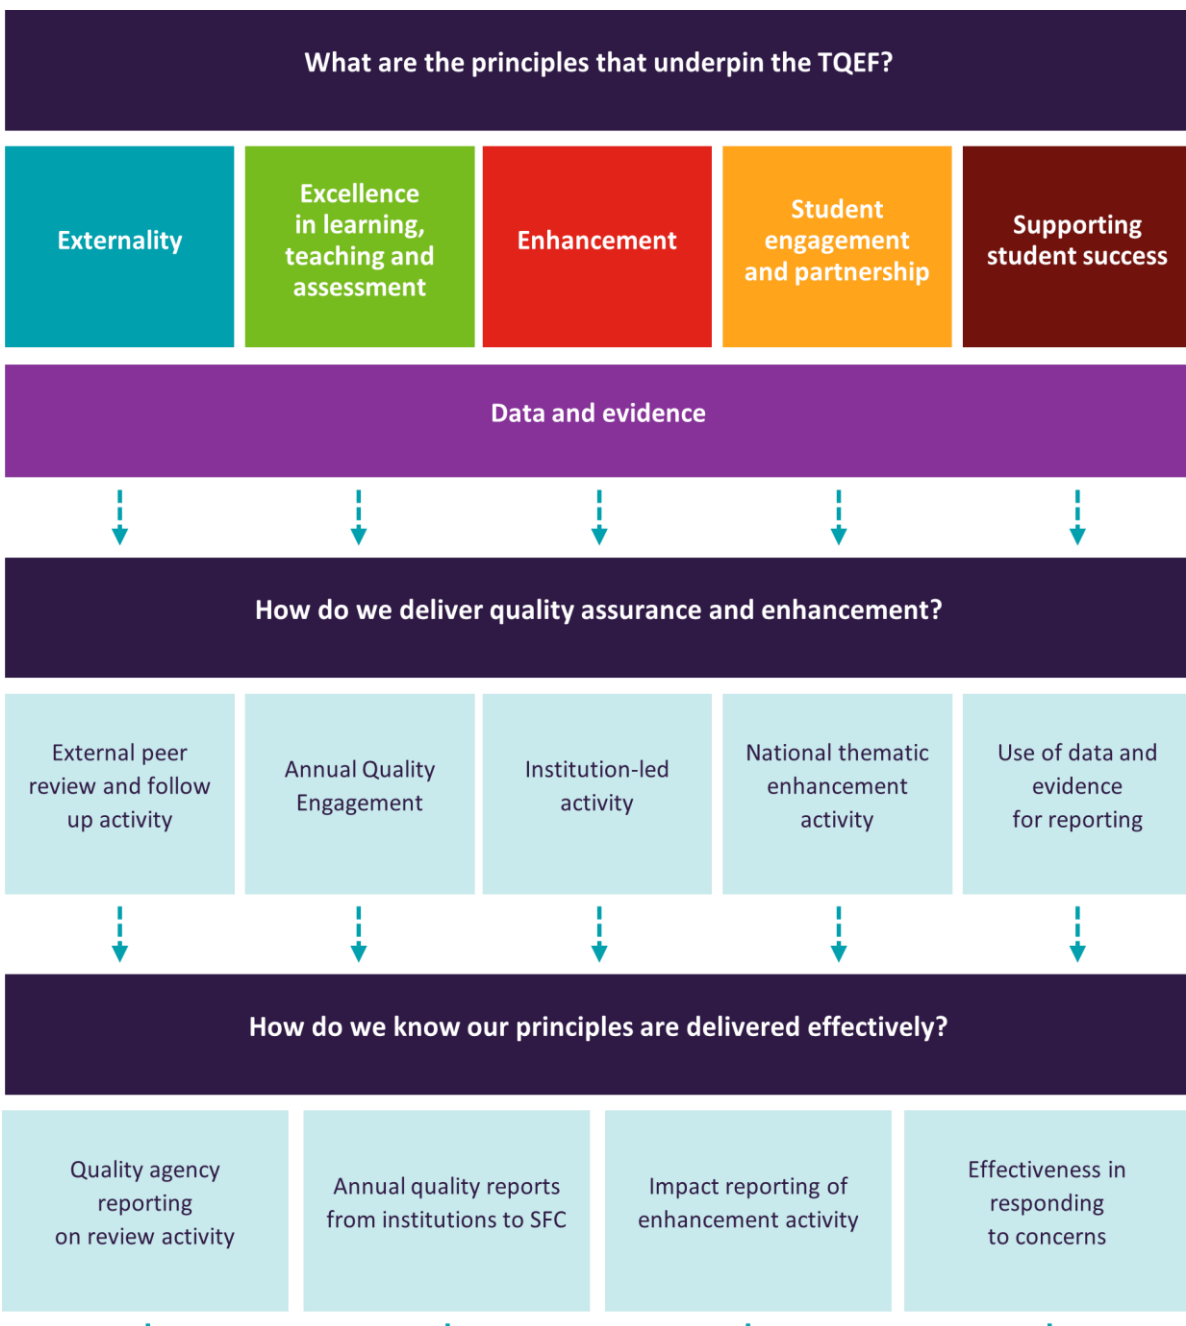 What are the principles that underpin the TQEF?
Externality
Excellence
in learning,
teaching and
assessment
Enhancement
Student
engagement
and partnership
Supporting
student success
Data and evidence
How do we deliver quality assurance and enhancement?
External peer
review and follow
up activity
Annual Quality
Engagement
Institution-led
activity
National thematic
enhancement
activity
Use of data and
evidence
for reporting
How do we know our principles are delivered effectively?
Quality agency
reporting
on review activity
Annual quality reports
from institutions to SFC
Impact reporting of
enhancement activity
Effectiveness in
responding
to concerns